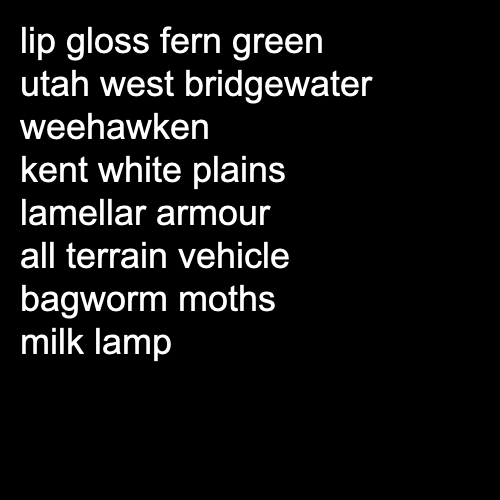 lip gloss fern green
utah west bridgewater
weehawken
kent white plains
lamellar armour
all terrain vehicle
bagworm moths
milk lamp